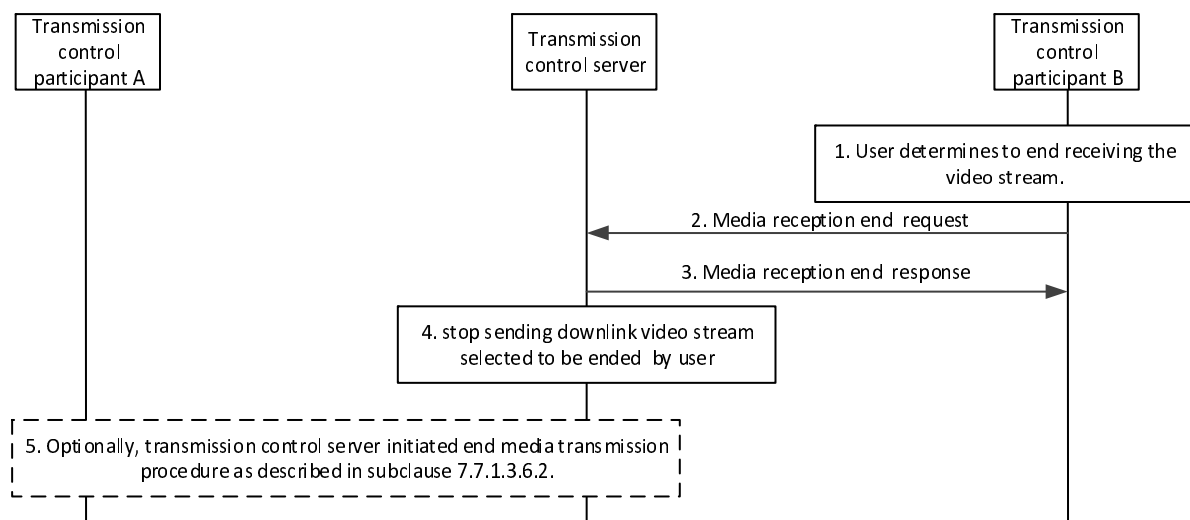 Transmission
control
participant A
Transmission
control server
Transmission
control
participant B
1. User determines to end receiving the
video stream.
2. Media reception end request
3. Media reception end response
4. stop sending downlink video stream
selected to be ended by user
5. Optionally, transmission control server initiated end media transmission
procedure as described in subclause 7.7.1.3.6.2.